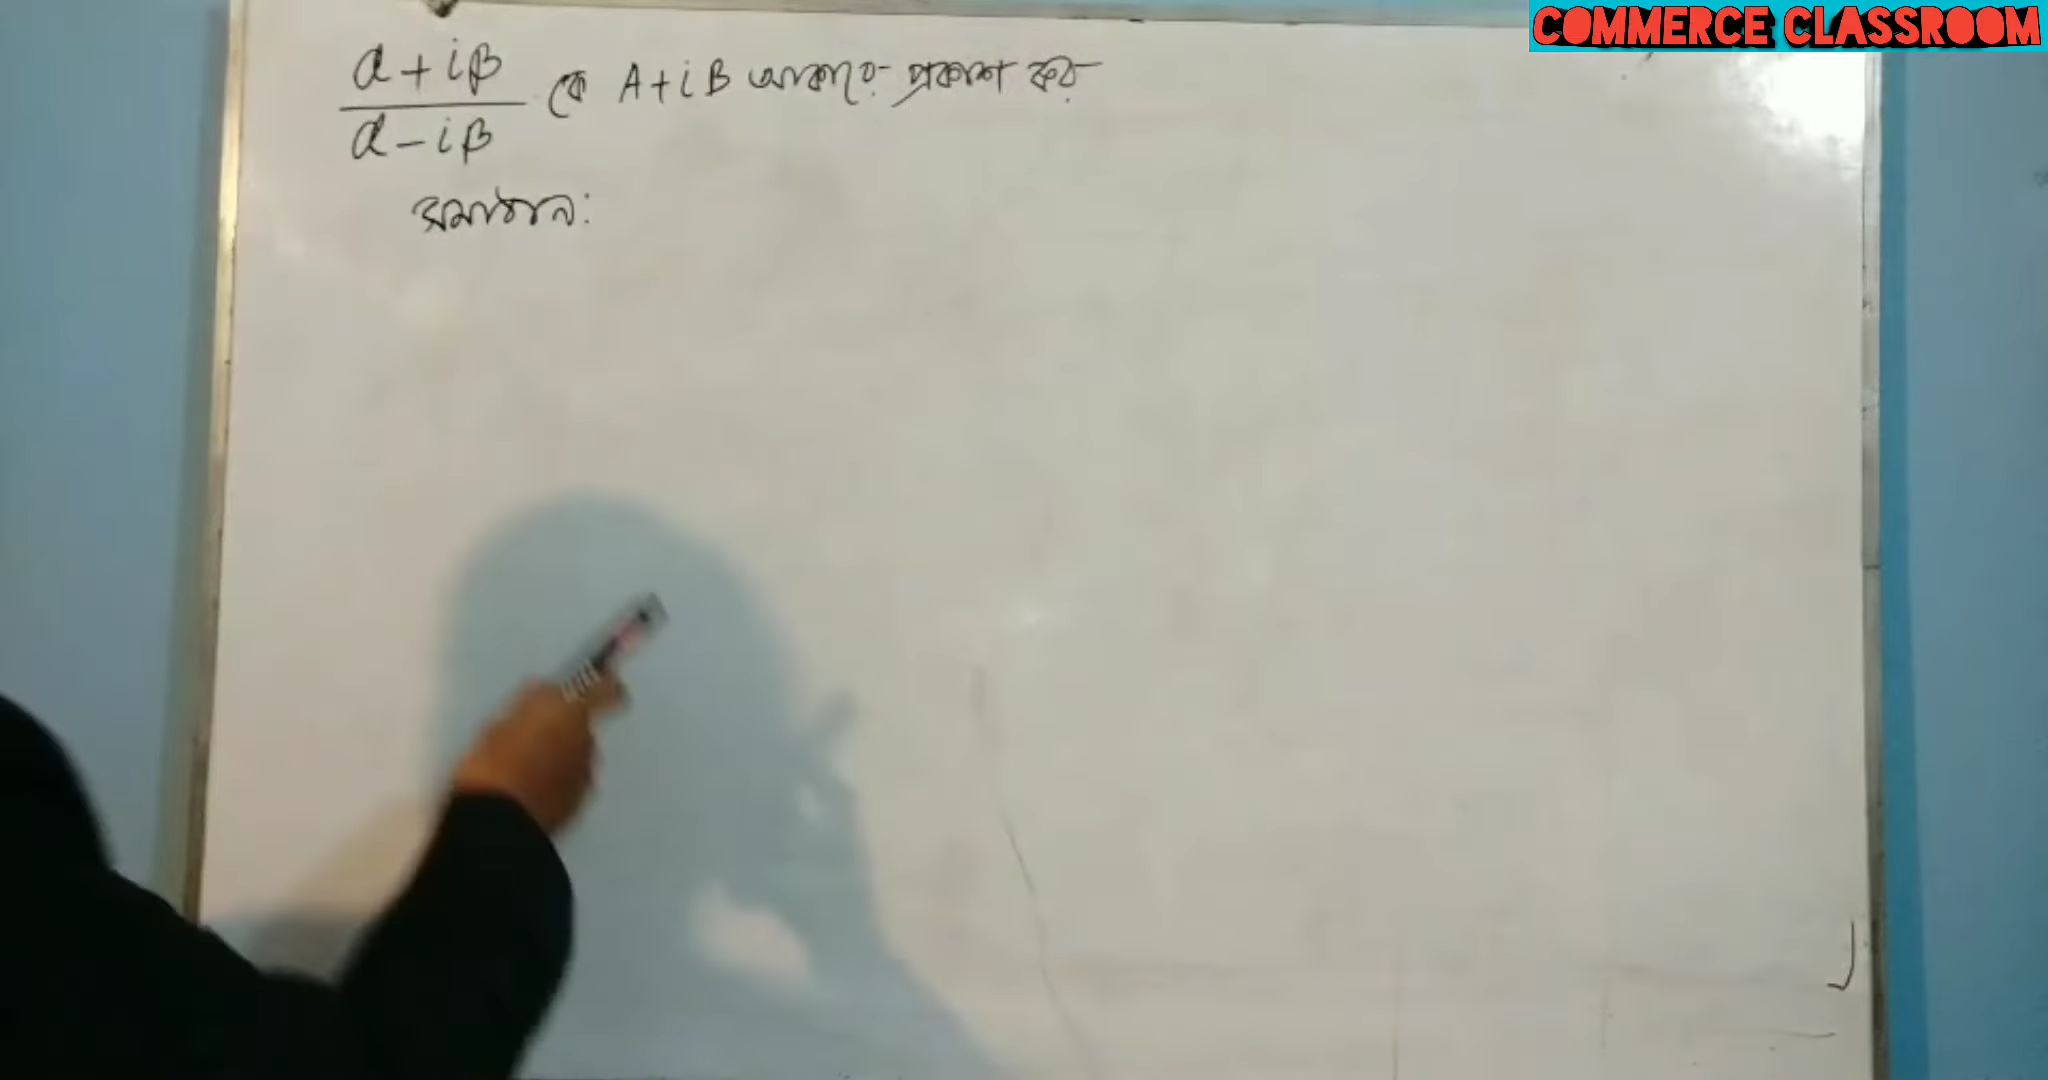 COMMERCE CLASSROOM
α + iβ / α - iβ কে A + iB আকারে প্রকাশ কর
সমাধান: